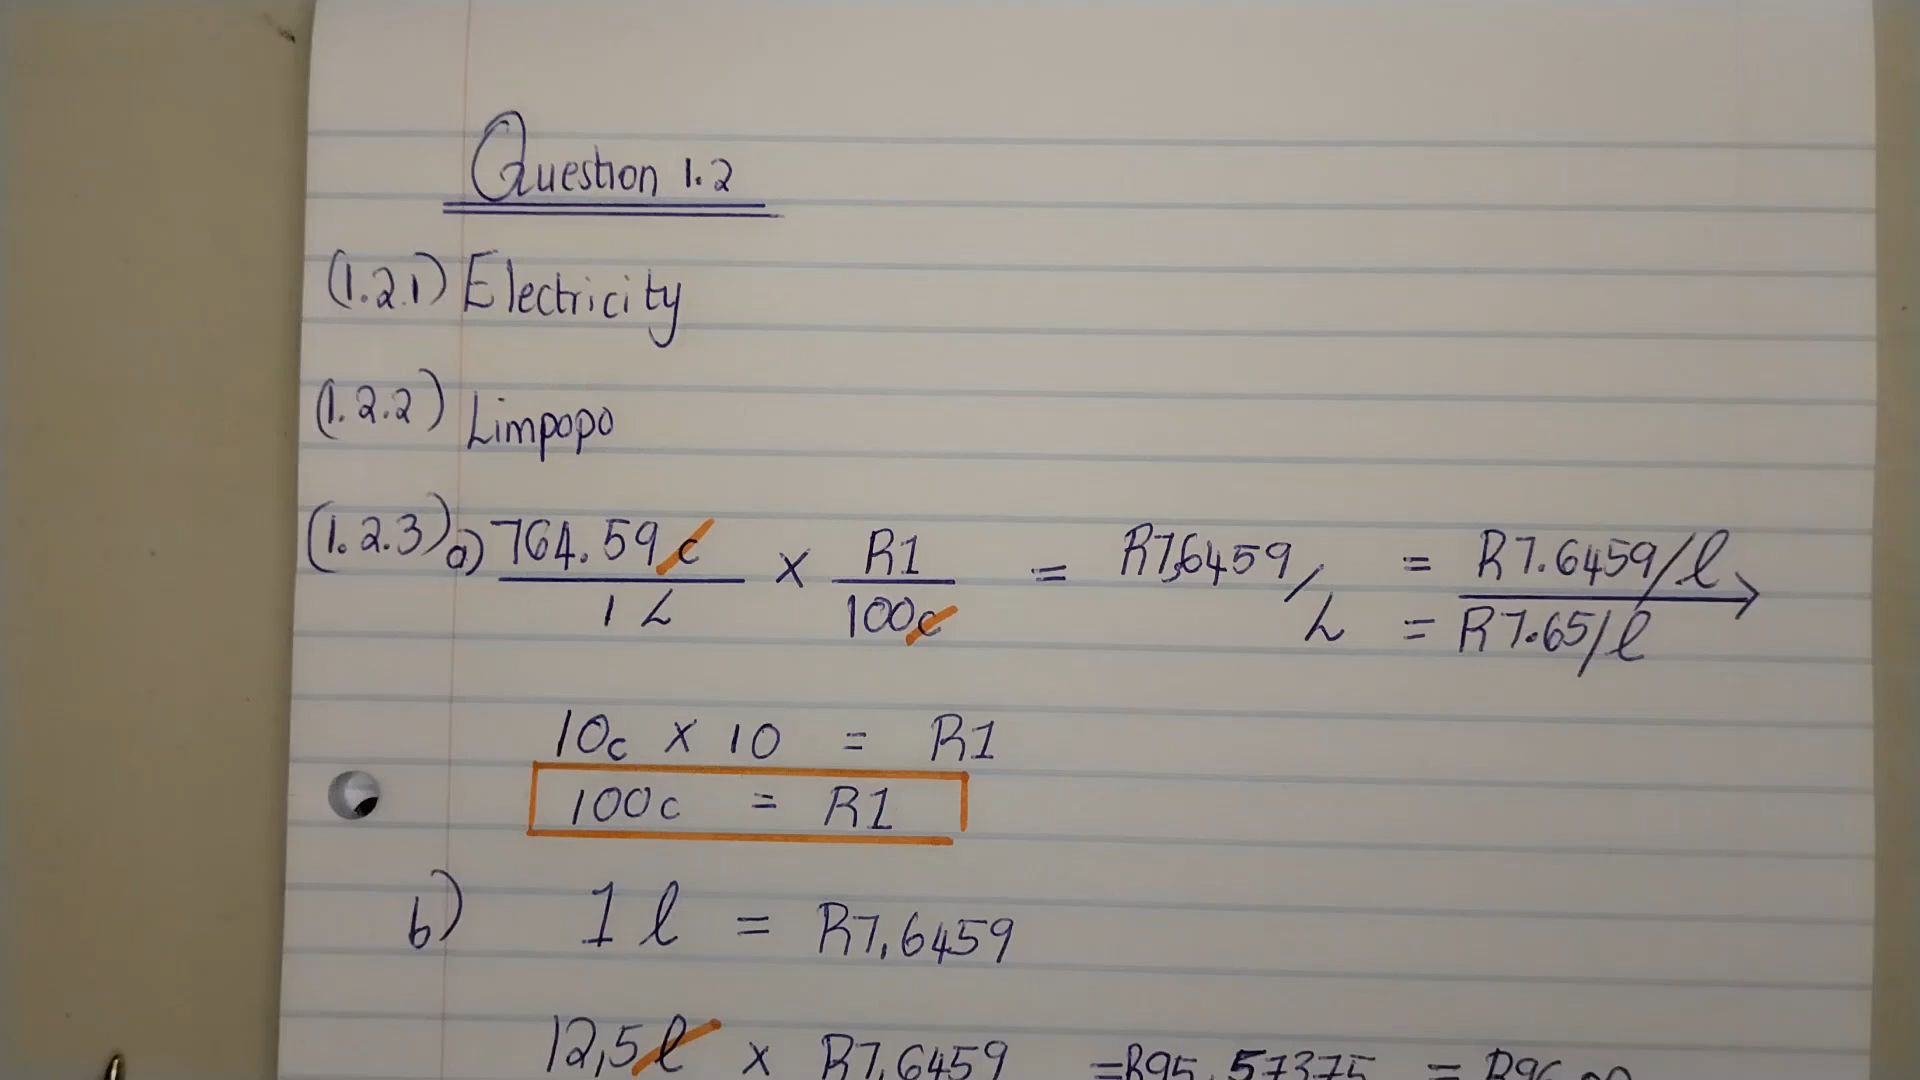 Question 1.2
(1.2.1) Electricity
(1.2.2) Limpopo
(1.2.3) a) 764.59c / 1L × R1 / 100c = R7,6459/L = R7.6459/l
= R7.65/l
10c × 10 = R1
100c = R1
b) 1l = R7,6459
12,5l × R7,6459 = R95,57375 =